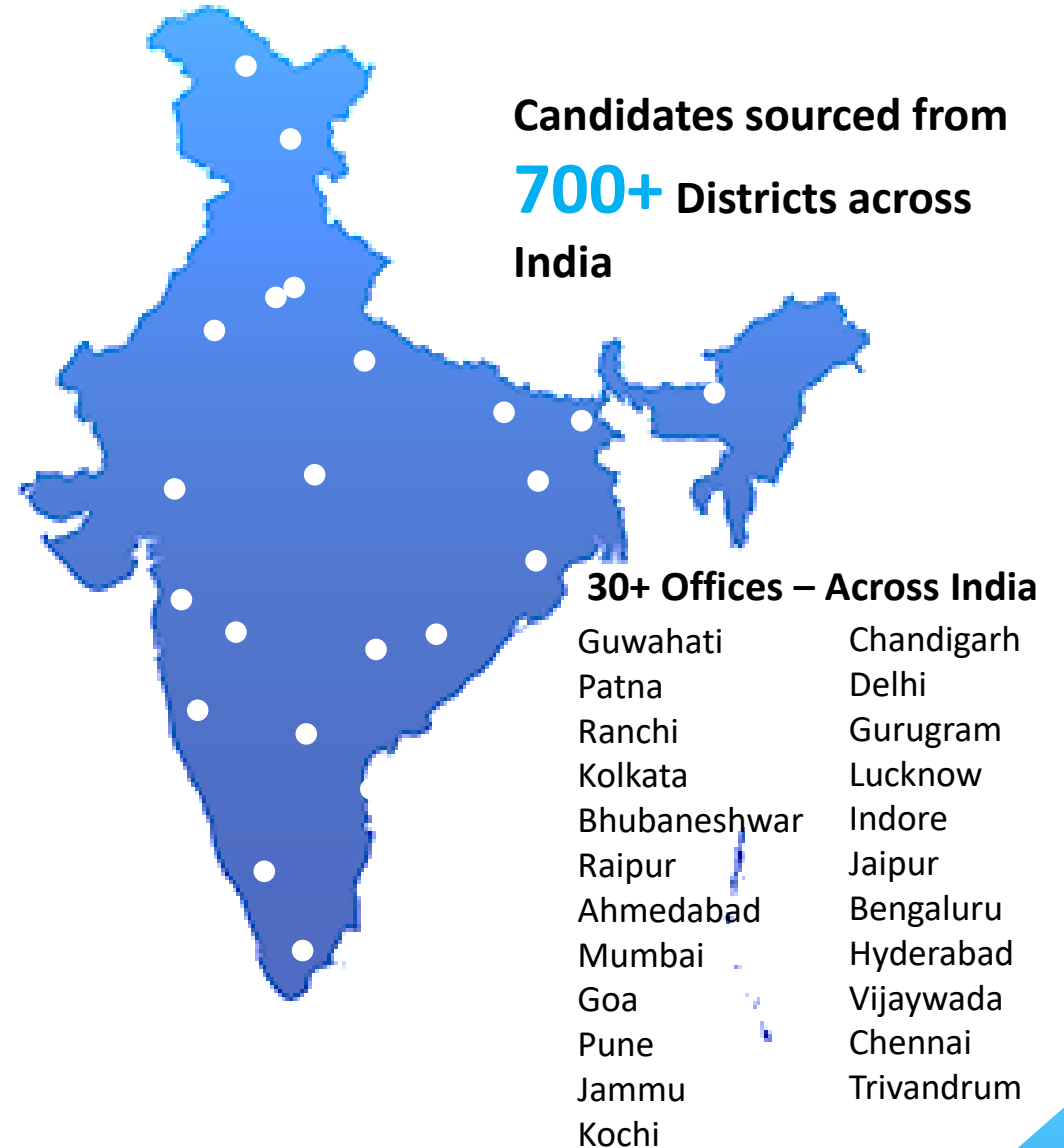 Candidates sourced from
700+ Districts across
India
30+ Offices – Across India
Guwahati
Patna
Ranchi
Kolkata
Bhubaneshwar
Raipur
Ahmedabad
Mumbai
Goa
Pune
Jammu
Kochi
Chandigarh
Delhi
Gurugram
Lucknow
Indore
Jaipur
Bengaluru
Hyderabad
Vijaywada
Chennai
Trivandrum